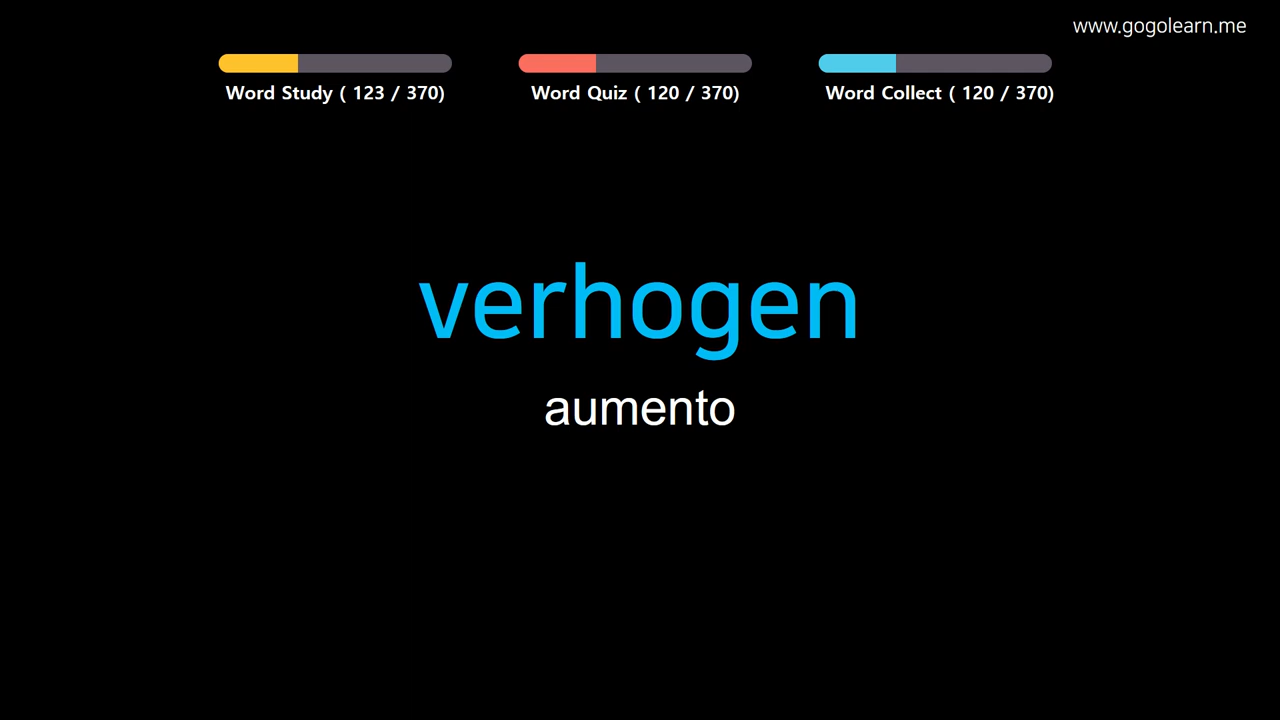 www.gogolearn.me
Word Study ( 123 / 370)
Word Quiz ( 120 / 370)
Word Collect ( 120 / 370)
verhogen
aumento